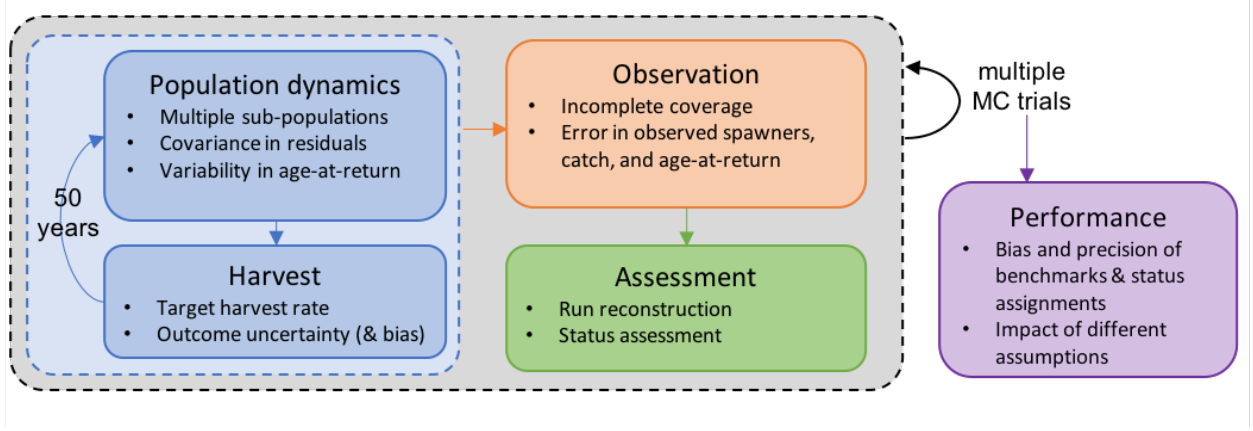 Population dynamics
• Multiple sub-populations
• Covariance in residuals
• Variability in age-at-return
50
years
Harvest
• Target harvest rate
• Outcome uncertainty (& bias)
Observation
• Incomplete coverage
• Error in observed spawners,
catch, and age-at-return
Assessment
• Run reconstruction
• Status assessment
multiple
MC trials
Performance
• Bias and precision of
benchmarks & status
assignments
• Impact of different
assumptions